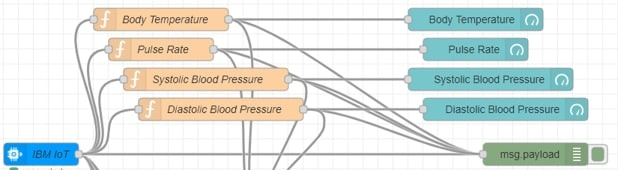 Body Temperature
Body Temperature
Pulse Rate
Pulse Rate
Systolic Blood Pressure
Systolic Blood Pressure
Diastolic Blood Pressure
Diastolic Blood Pressure
IBM IoT
msg.payload